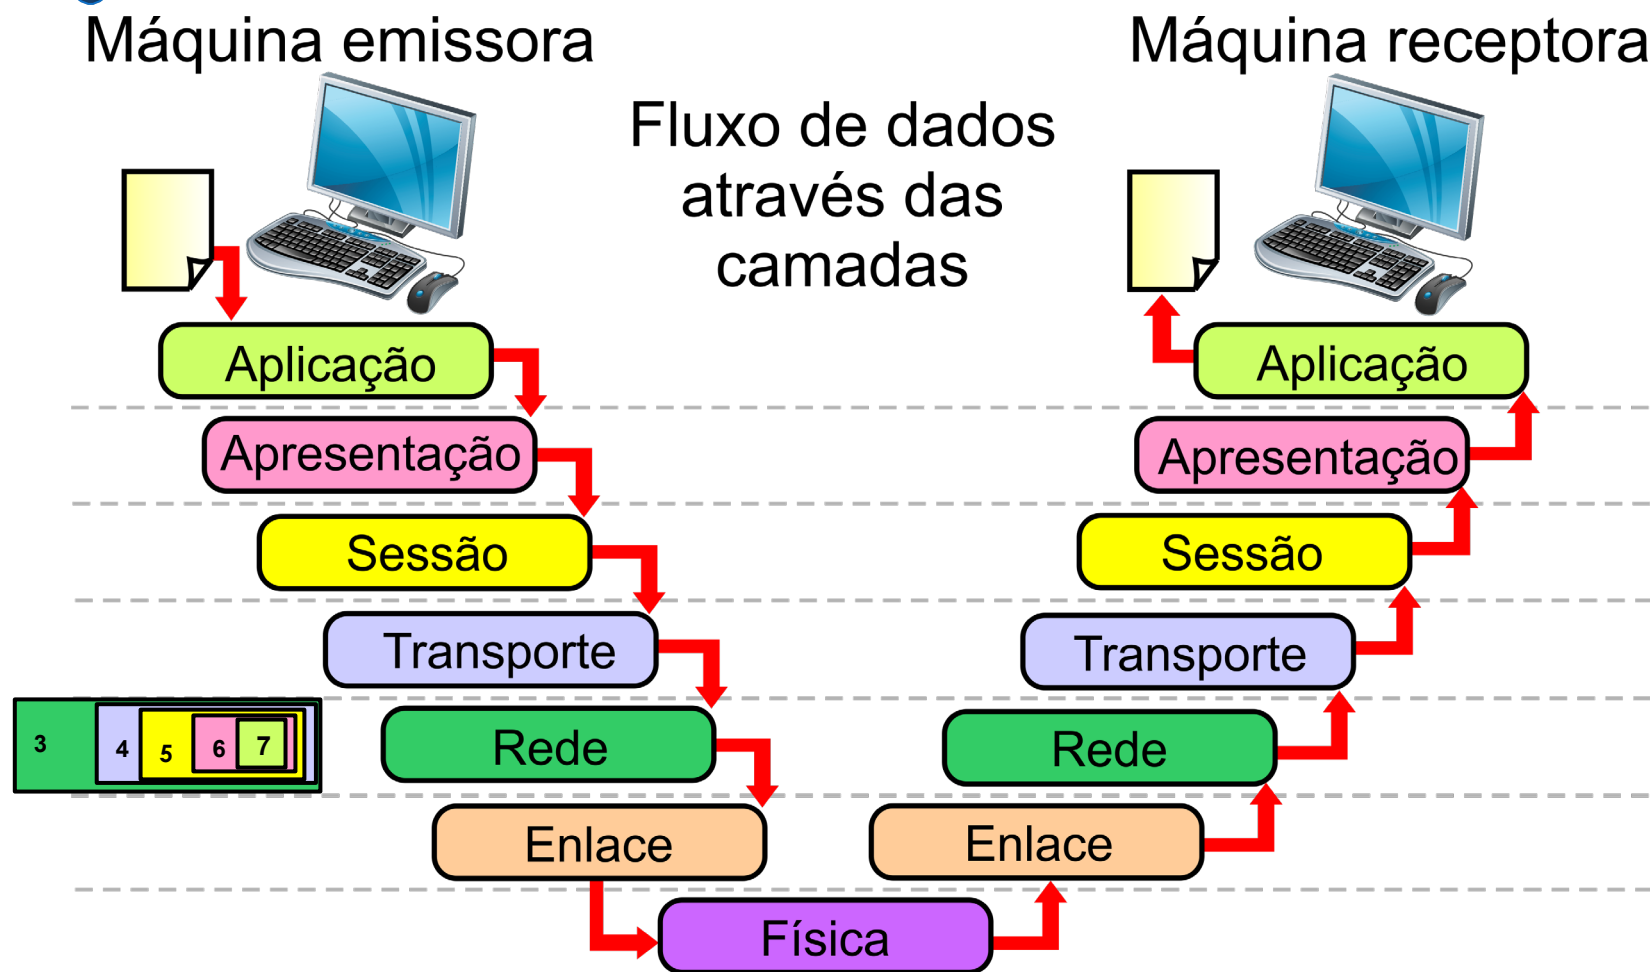 Máquina emissora
Máquina receptora
Fluxo de dados
através das
camadas
Aplicação
Aplicação
Apresentação
Apresentação
Sessão
Sessão
Transporte
Transporte
3 4 5 6 7
Rede
Rede
Enlace
Enlace
Física